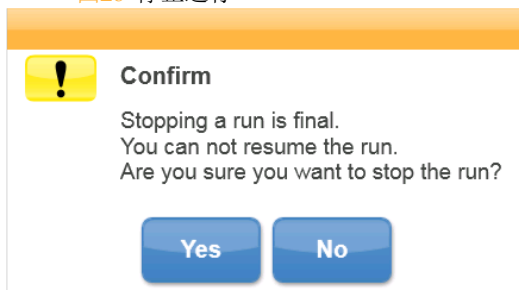 Confirm
Stopping a run is final.
You can not resume the run.
Are you sure you want to stop the run?
Yes No